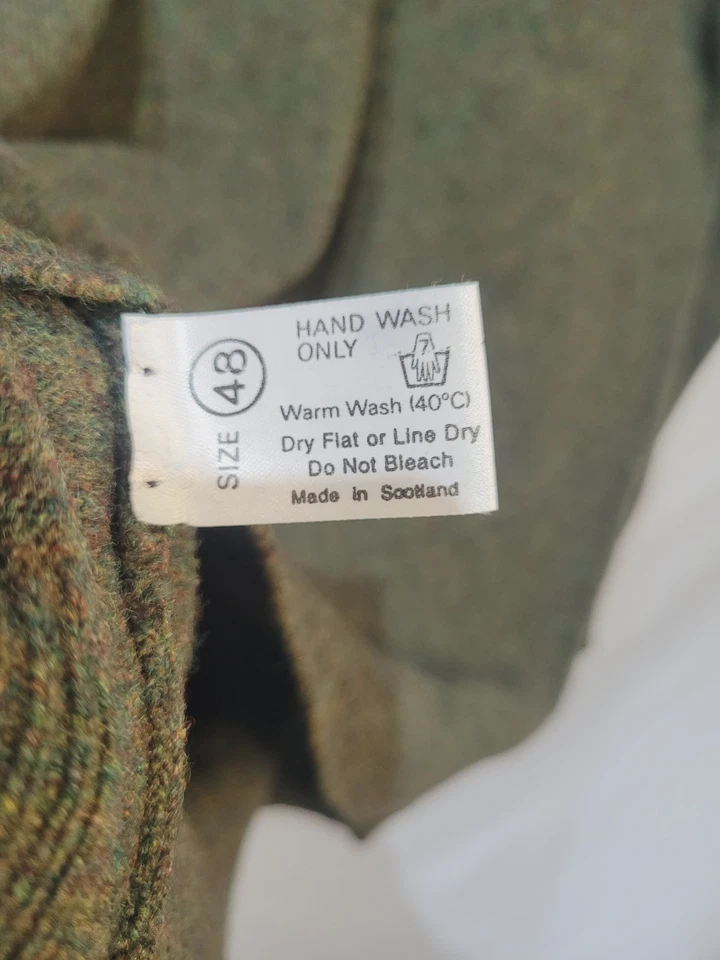 SIZE 48
HAND WASH
ONLY
7
Warm Wash (40°C)
Dry Flat or Line Dry
Do Not Bleach
Made in Scotland